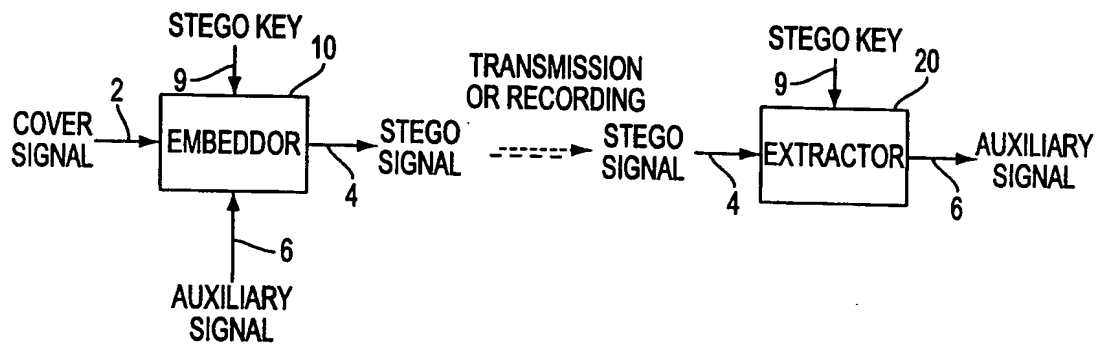 STEGO KEY
10
9
2
COVER
SIGNAL
EMBEDDOR
4
STEGO
SIGNAL
6
AUXILIARY
SIGNAL
TRANSMISSION
OR RECORDING
STEGO
SIGNAL
4
STEGO KEY
9
20
EXTRACTOR
6
AUXILIARY
SIGNAL